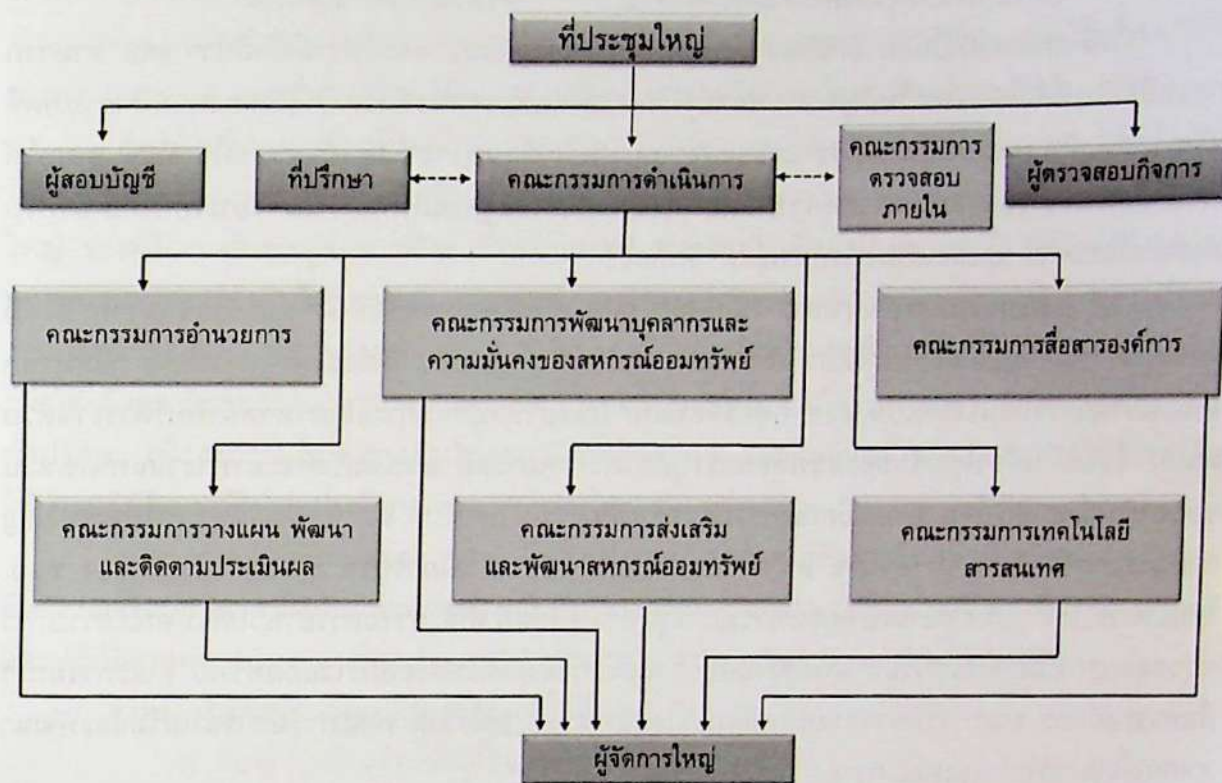 ที่ประชุมใหญ่
ผู้สอบบัญชี
ที่ปรึกษา
คณะกรรมการดำเนินการ
คณะกรรมการ
ตรวจสอบ
ภายใน
ผู้ตรวจสอบกิจการ
คณะกรรมการอำนวยการ
คณะกรรมการพัฒนาบุคลากรและ
ความมั่นคงของสหกรณ์ออมทรัพย์
คณะกรรมการสื่อสารองค์การ
คณะกรรมการวางแผน พัฒนา
และติดตามประเมินผล
คณะกรรมการส่งเสริม
และพัฒนาสหกรณ์ออมทรัพย์
คณะกรรมการเทคโนโลยี
สารสนเทศ
ผู้จัดการใหญ่